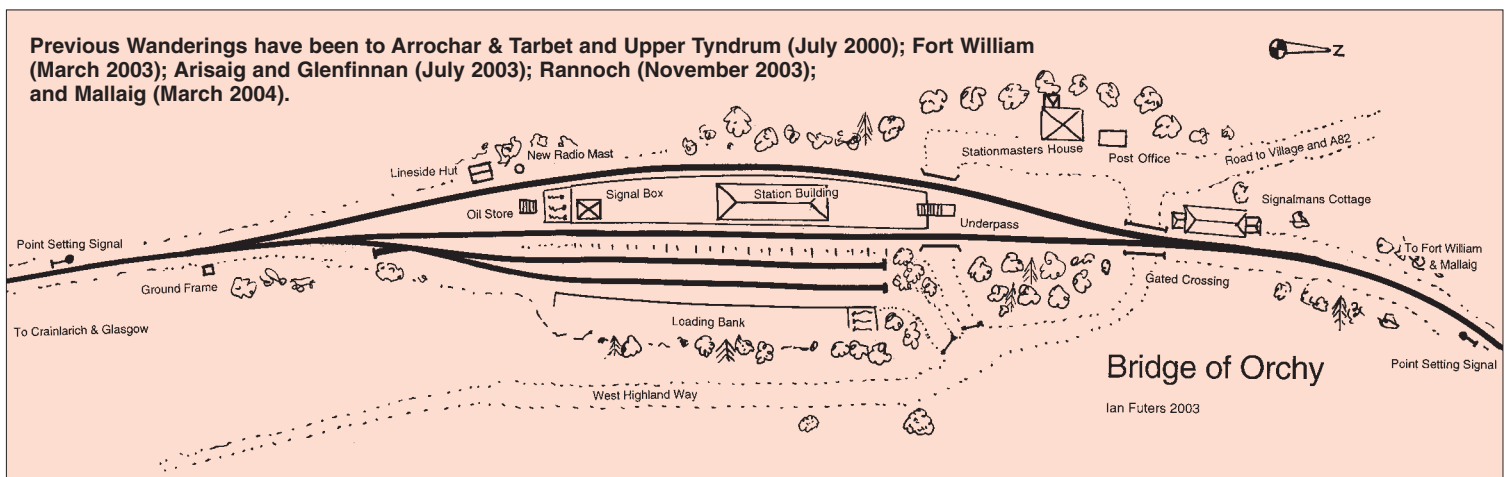 Previous Wanderings have been to Arrochar & Tarbet and Upper Tyndrum (July 2000); Fort William
(March 2003); Arisaig and Glenfinnan (July 2003); Rannoch (November 2003);
and Mallaig (March 2004).
Z
New Radio Mast
Lineside Hut
Stationmasters House
Post Office
Road to Village and A82
Oil Store
Signal Box
Station Building
Signalmans Cottage
Underpass
Point Setting Signal
To Fort William
& Mallaig
Gated Crossing
Ground Frame
To Crainlarich & Glasgow
Loading Bank
Bridge of Orchy
Point Setting Signal
West Highland Way
Ian Futers 2003